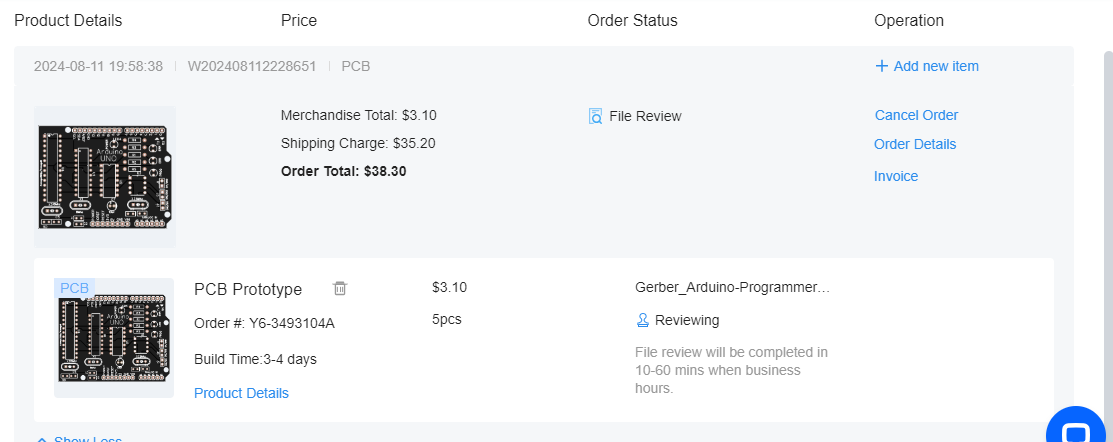 Product Details Price Order Status Operation
2024-08-11 19:58:38 W202408112228651 PCB + Add new item
Merchandise Total: $3.10 File Review Cancel Order
Shipping Charge: $35.20 Order Details
Order Total: $38.30 Invoice
Arduino
UNO
PCB
PCB Prototype $3.10 Gerber_Arduino-Programmer...
Order #: Y6-3493104A 5pcs Reviewing
Build Time:3-4 days File review will be completed in
10-60 mins when business
hours.
Product Details
Arduino
UNO
Show Less